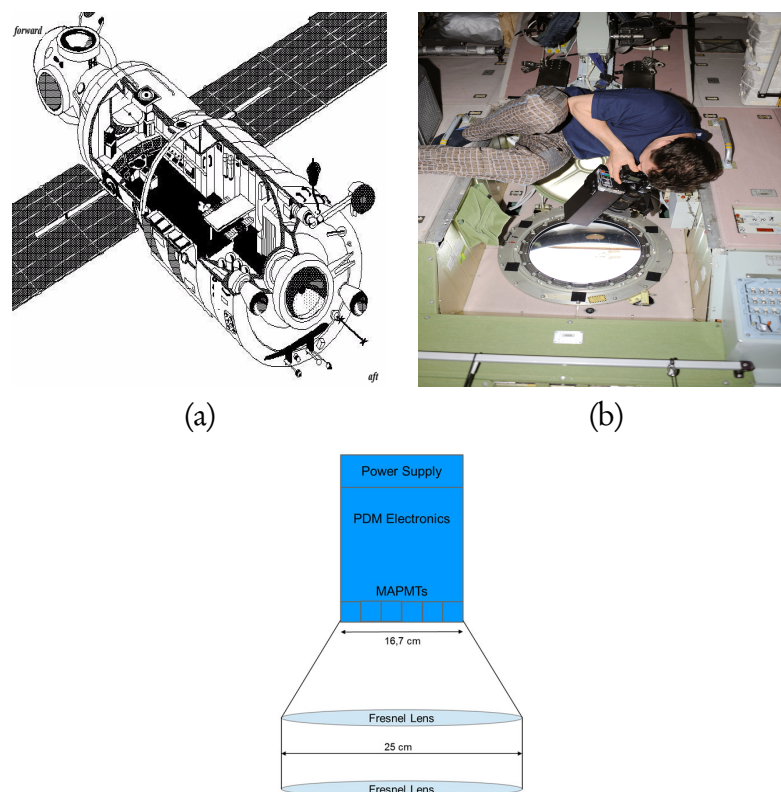 forward
aft
(a)
(b)
Power Supply
PDM Electronics
MAPMTs
16,7 cm
Fresnel Lens
25 cm
Fresnel Lens